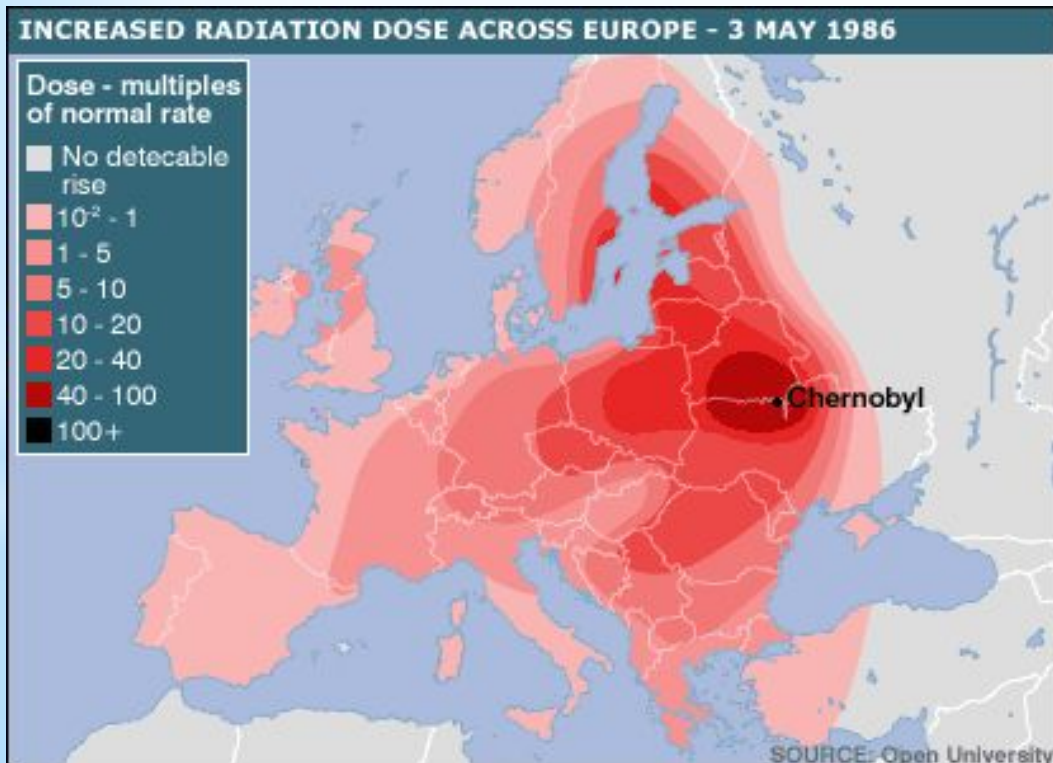 INCREASED RADIATION DOSE ACROSS EUROPE - 3 MAY 1986
Dose - multiples
of normal rate
No detecable
rise
10⁻² - 1
1 - 5
5 - 10
10 - 20
20 - 40
40 - 100
100+
Chernobyl
SOURCE: Open University